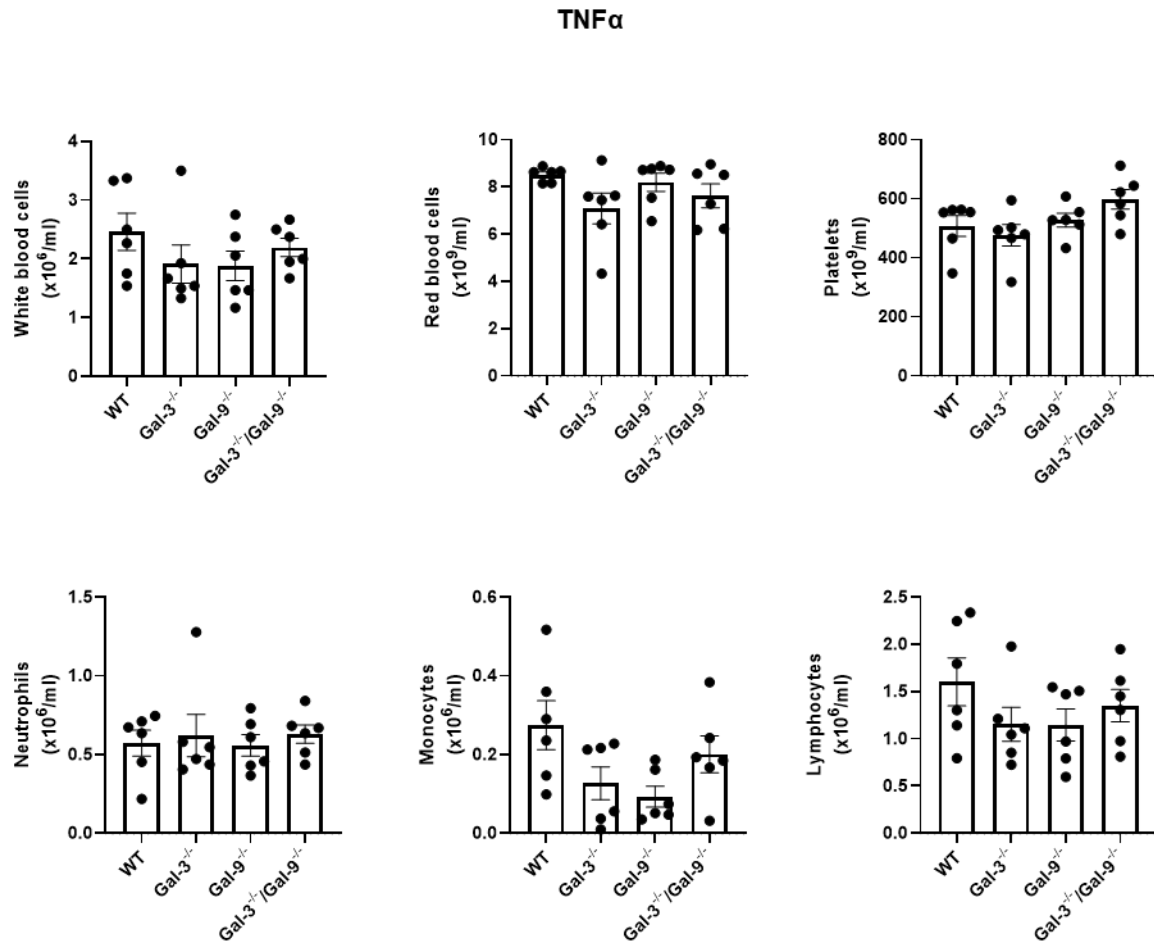 TNFα
White blood cells
(x10⁶/ml)
4
3
2
1
0
WT
Gal-3⁻/⁻
Gal-9⁻/⁻
Gal-3⁻/⁻/Gal-9⁻/⁻
Red blood cells
(x10⁹/ml)
10
8
6
4
2
0
WT
Gal-3⁻/⁻
Gal-9⁻/⁻
Gal-3⁻/⁻/Gal-9⁻/⁻
Platelets
(x10⁹/ml)
800
600
400
200
0
WT
Gal-3⁻/⁻
Gal-9⁻/⁻
Gal-3⁻/⁻/Gal-9⁻/⁻
Neutrophils
(x10⁶/ml)
1.5
1.0
0.5
0.0
WT
Gal-3⁻/⁻
Gal-9⁻/⁻
Gal-3⁻/⁻/Gal-9⁻/⁻
Monocytes
(x10⁶/ml)
0.6
0.4
0.2
0.0
WT
Gal-3⁻/⁻
Gal-9⁻/⁻
Gal-3⁻/⁻/Gal-9⁻/⁻
Lymphocytes
(x10⁶/ml)
2.5
2.0
1.5
1.0
0.5
0.0
WT
Gal-3⁻/⁻
Gal-9⁻/⁻
Gal-3⁻/⁻/Gal-9⁻/⁻